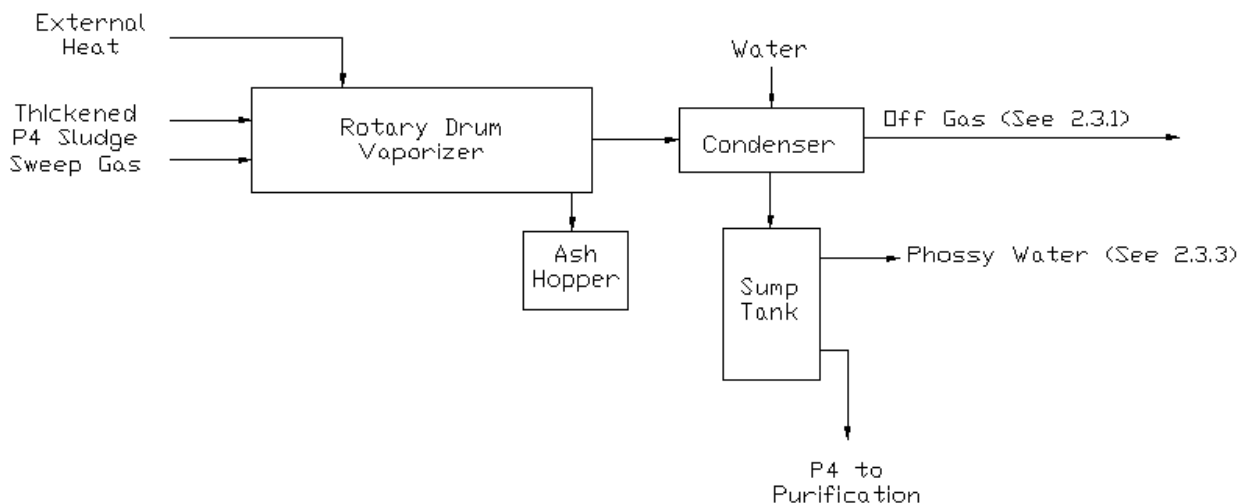 External
Heat
Thickened
P4 Sludge
Sweep Gas
Rotary Drum
Vaporizer
Ash
Hopper
Water
Condenser
Off Gas (See 2.3.1)
Sump
Tank
Phossy Water (See 2.3.3)
P4 to
Purification